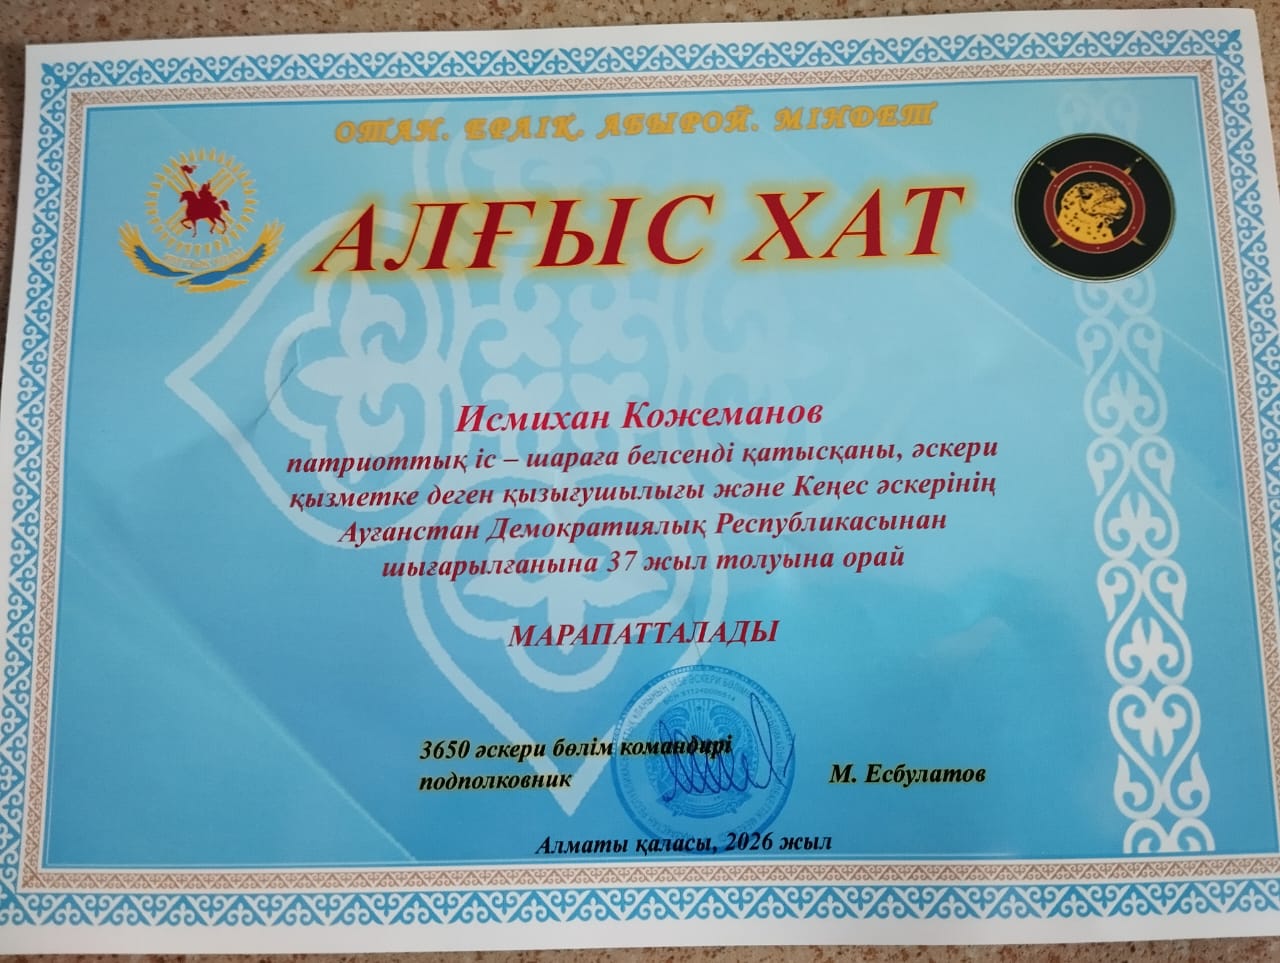 ОТАН. ЕРЛІК. АБЫРОЙ. МІНДЕТ
АЛҒЫС ХАТ
Исмихан Кожеманов
патриоттық іс – шараға белсенді қатысқаны, әскери
қызметке деген қызығушылығы және Кеңес әскерінің
Ауғанстан Демократиялық Республикасынан
шығарылғанына 37 жыл толуына орай
МАРАПАТТАЛАДЫ
3650 әскери бөлім командирі
подполковник
М. Есбулатов
Алматы қаласы, 2026 жыл